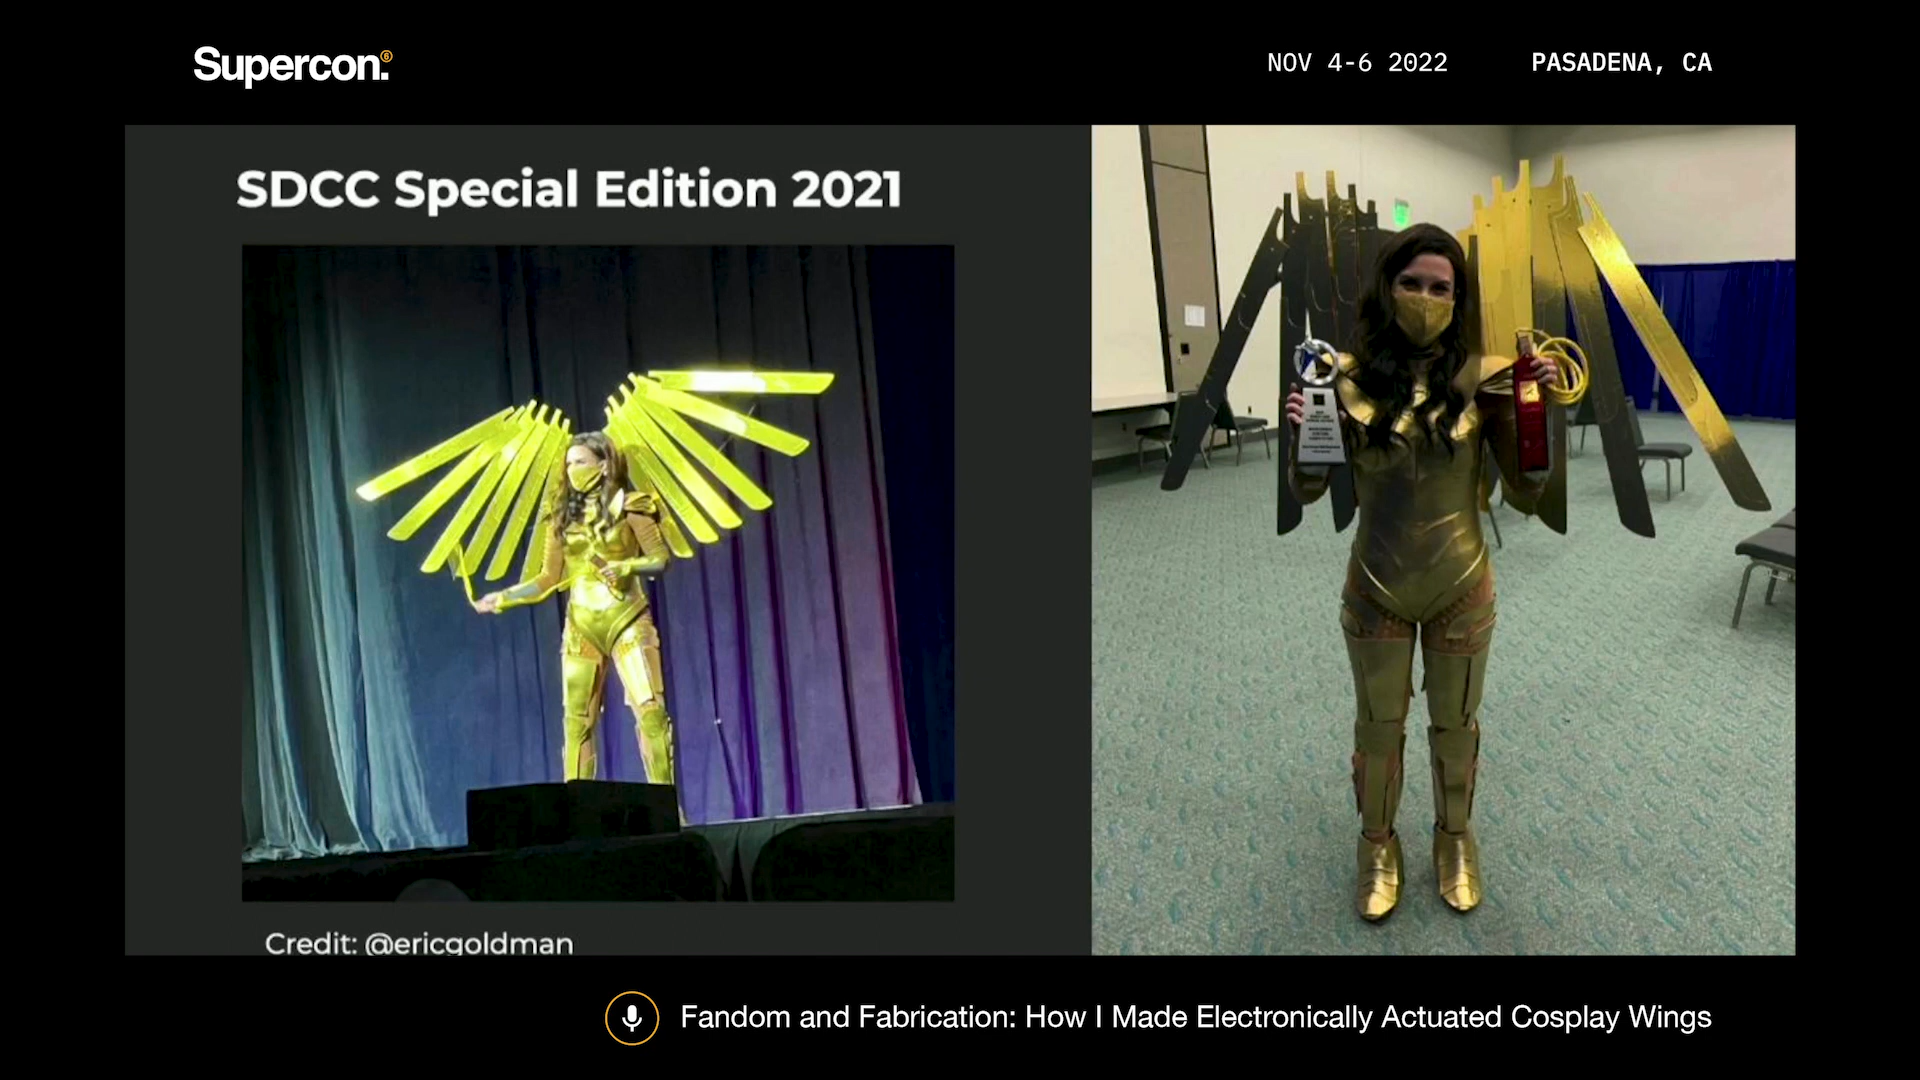 Supercon.6
NOV 4-6 2022
PASADENA, CA
SDCC Special Edition 2021
Credit: @ericgoldman
Fandom and Fabrication: How I Made Electronically Actuated Cosplay Wings